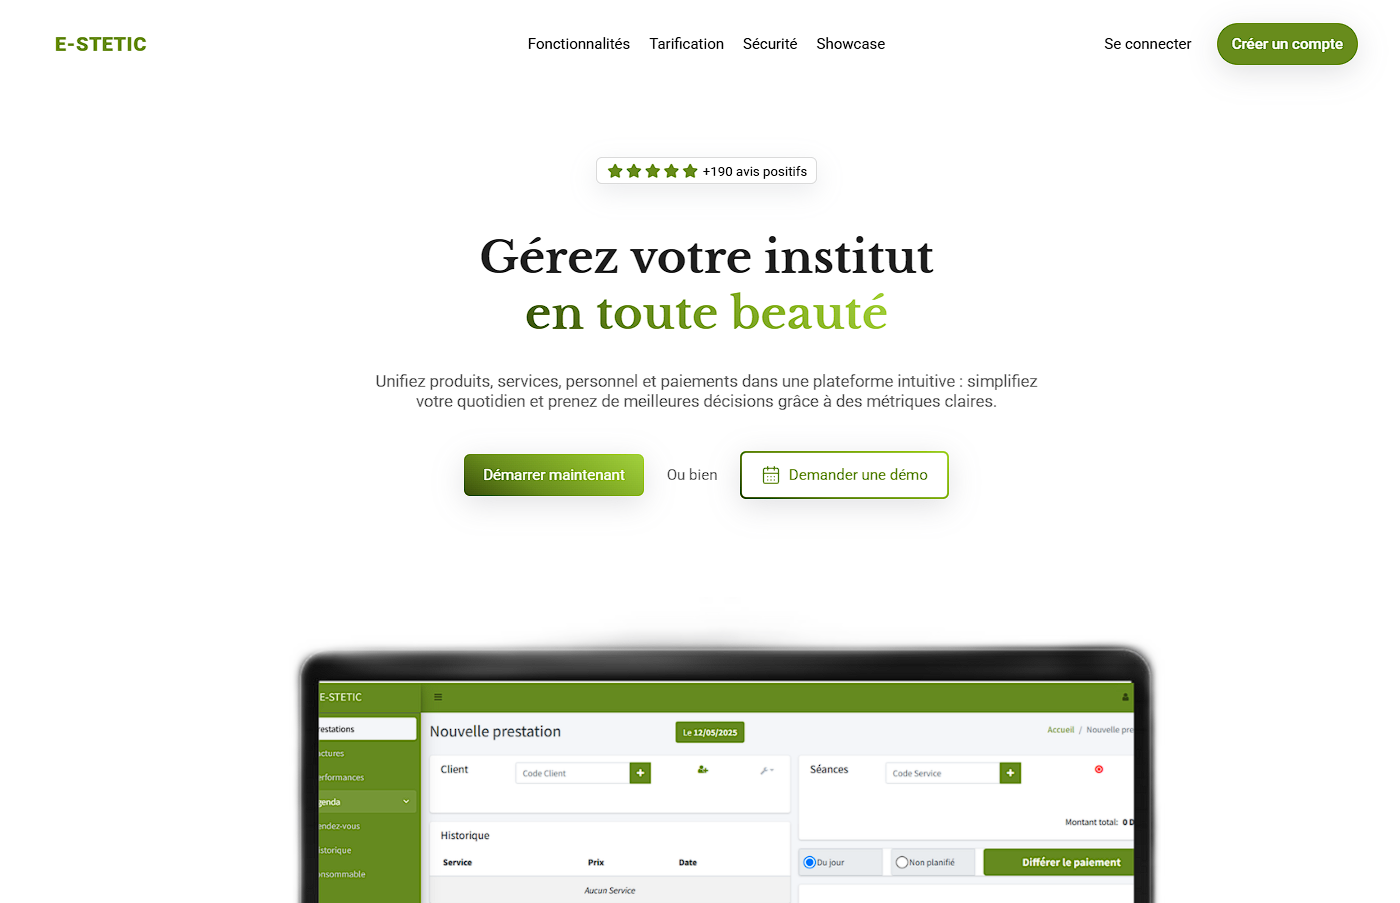 E-STETIC
Fonctionnalités Tarification Sécurité Showcase
Se connecter Créer un compte
+190 avis positifs
Gérez votre institut
en toute beauté
Unifiez produits, services, personnel et paiements dans une plateforme intuitive : simplifiez
votre quotidien et prenez de meilleures décisions grâce à des métriques claires.
Démarrer maintenant Ou bien Demander une démo
E-STETIC
restations
Nouvelle prestation
Le 12/05/2025
Accueil / Nouvelle pre
ctures
erformances
genda
endez-vous
istorique
onsommable
Client
Code Client
Séances
Code Service
Montant total: 0 D
Historique
Service Prix Date
Aucun Service
Du jour Non planifié Différer le paiement